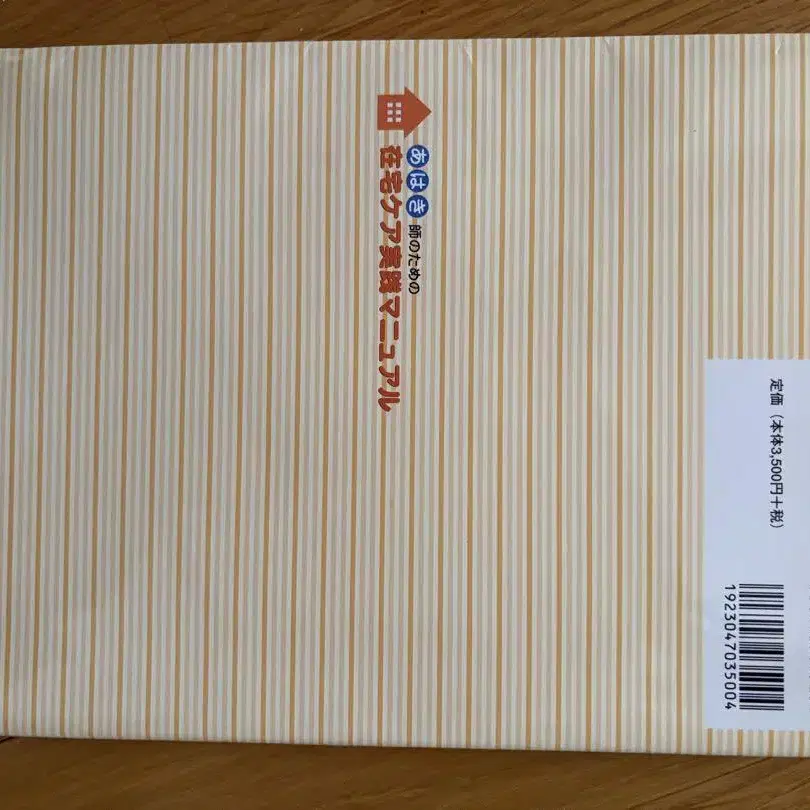 あはき師のための
在宅ケア実践マニュアル
定価(本体3,500円+税)
1923047035004